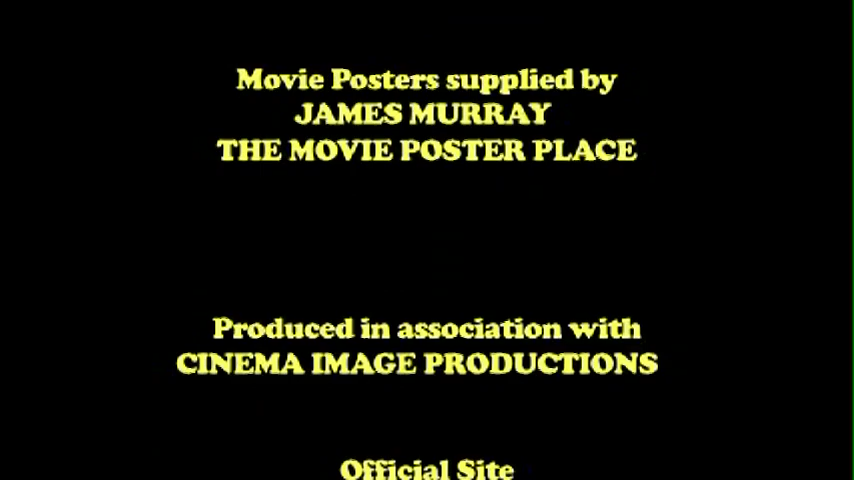 Movie Posters supplied by
JAMES MURRAY
THE MOVIE POSTER PLACE
Produced in association with
CINEMA IMAGE PRODUCTIONS
Official Site